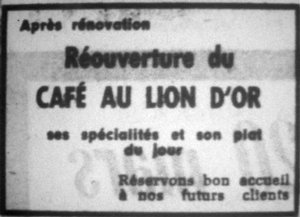 Après rénovation
Réouverture du
CAFÉ AU LION D'OR
ses spécialités et son plat
du jour
Réservons bon accueil
à nos futurs clients